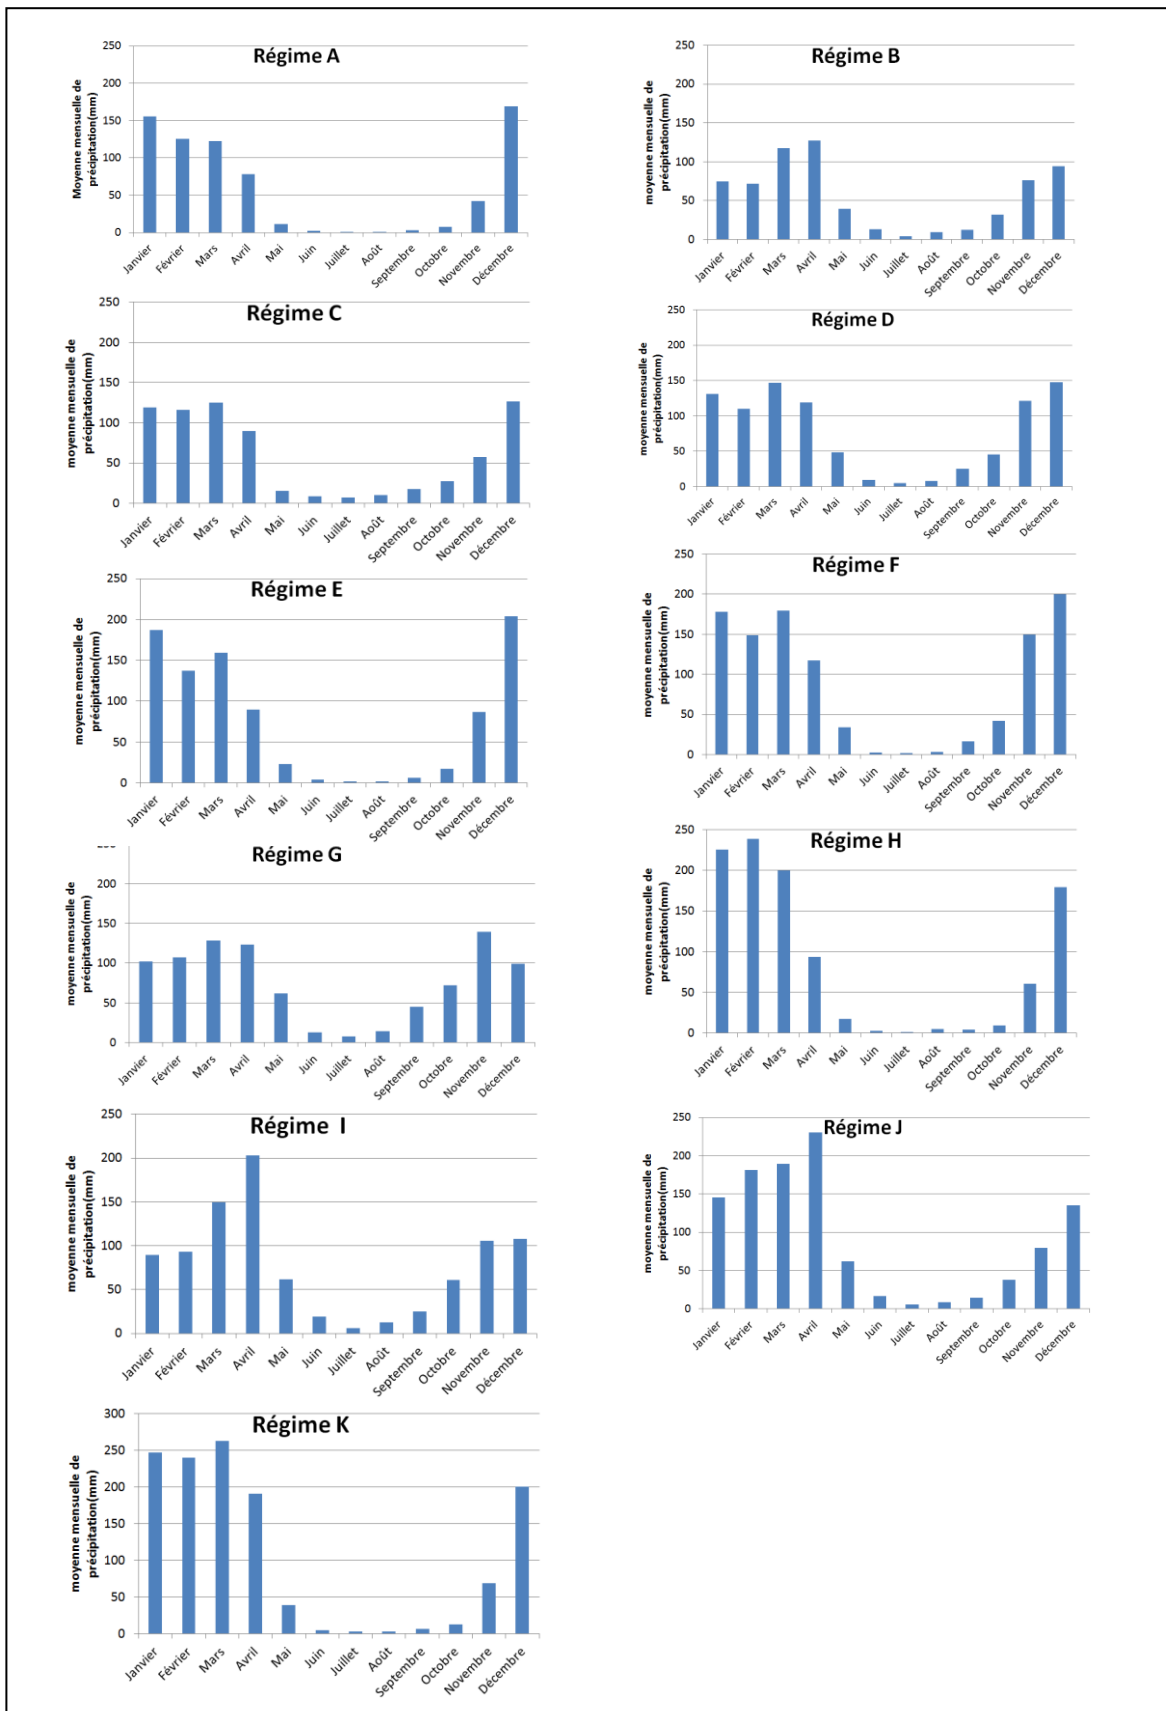 Régime A
Moyenne mensuelle de
précipitation(mm)
250
200
150
100
50
0
Janvier
Février
Mars
Avril
Mai
Juin
Juillet
Août
Septembre
Octobre
Novembre
Décembre
Régime B
moyenne mensuelle de
précipitation(mm)
250
200
150
100
50
0
Janvier
Février
Mars
Avril
Mai
Juin
Juillet
Août
Septembre
Octobre
Novembre
Décembre
Régime C
moyenne mensuelle de
précipitation(mm)
250
200
150
100
50
0
Janvier
Février
Mars
Avril
Mai
Juin
Juillet
Août
Septembre
Octobre
Novembre
Décembre
Régime D
moyenne mensuelle de
précipitation(mm)
250
200
150
100
50
0
Janvier
Février
Mars
Avril
Mai
Juin
Juillet
Août
Septembre
Octobre
Novembre
Décembre
Régime E
moyenne mensuelle de
précipitation(mm)
250
200
150
100
50
0
Janvier
Février
Mars
Avril
Mai
Juin
Juillet
Août
Septembre
Octobre
Novembre
Décembre
Régime F
moyenne mensuelle de
précipitation(mm)
250
200
150
100
50
0
Janvier
Février
Mars
Avril
Mai
Juin
Juillet
Août
Septembre
Octobre
Novembre
Décembre
Régime G
moyenne mensuelle de
précipitation(mm)
200
150
100
50
0
Janvier
Février
Mars
Avril
Mai
Juin
Juillet
Août
Septembre
Octobre
Novembre
Décembre
Régime H
moyenne mensuelle de
précipitation(mm)
250
200
150
100
50
0
Janvier
Février
Mars
Avril
Mai
Juin
Juillet
Août
Septembre
Octobre
Novembre
Décembre
Régime I
moyenne mensuelle de
précipitation(mm)
250
200
150
100
50
0
Janvier
Février
Mars
Avril
Mai
Juin
Juillet
Août
Septembre
Octobre
Novembre
Décembre
Régime J
moyenne mensuelle de
précipitation(mm)
250
200
150
100
50
0
Janvier
Février
Mars
Avril
Mai
Juin
Juillet
Août
Septembre
Octobre
Novembre
Décembre
Régime K
moyenne mensuelle de
précipitation(mm)
300
250
200
150
100
50
0
Janvier
Février
Mars
Avril
Mai
Juin
Juillet
Août
Septembre
Octobre
Novembre
Décembre